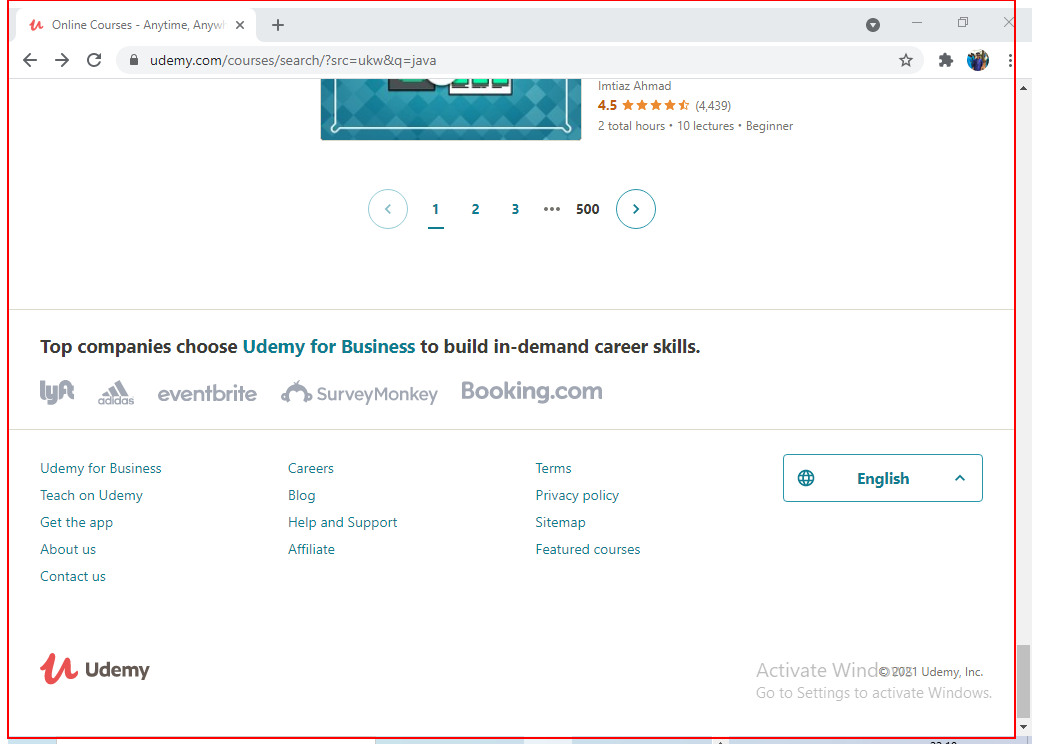 Online Courses - Anytime, Anywh
udemy.com/courses/search/?src=ukw&q=java
Imtiaz Ahmad
4.5 (4,439)
2 total hours • 10 lectures • Beginner
1 2 3 ••• 500
Top companies choose Udemy for Business to build in-demand career skills.
lyft adidas eventbrite SurveyMonkey Booking.com
Udemy for Business Careers Terms English
Teach on Udemy Blog Privacy policy
Get the app Help and Support Sitemap
About us Affiliate Featured courses
Contact us
Udemy
© 2021 Udemy, Inc.
Activate Windows
Go to Settings to activate Windows.